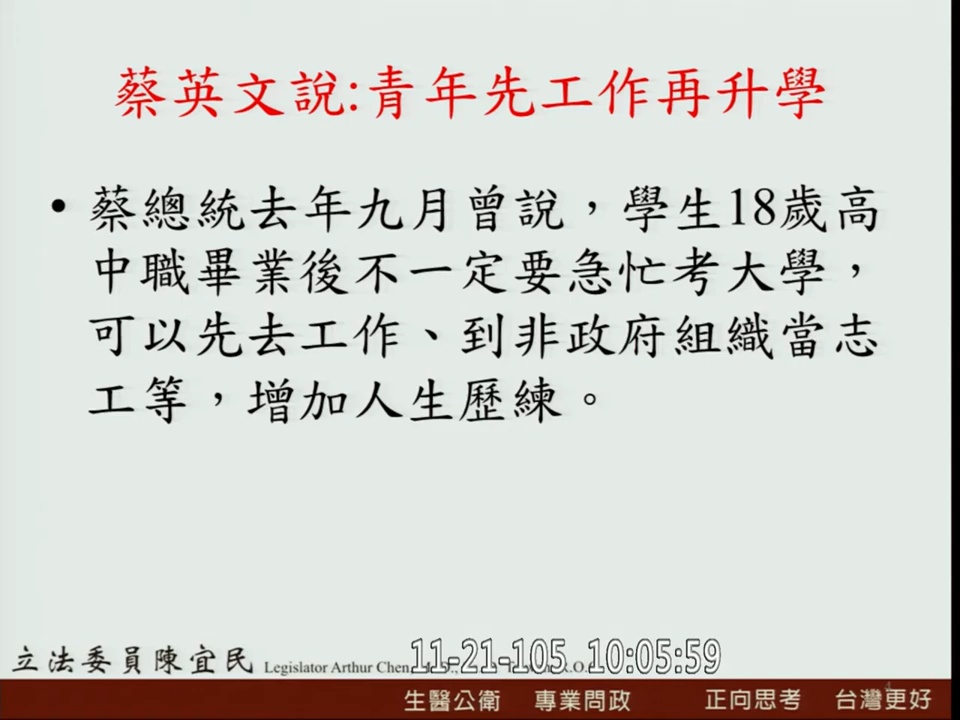 蔡英文說:青年先工作再升學
• 蔡總統去年九月曾說，學生18歲高
中職畢業後不一定要急忙考大學，
可以先去工作、到非政府組織當志
工等，增加人生歷練。
立法委員陳宜民 Legislator Arthur Chen,
11-21-105 10:05:59
生醫公衛 專業問政 正向思考 台灣更好